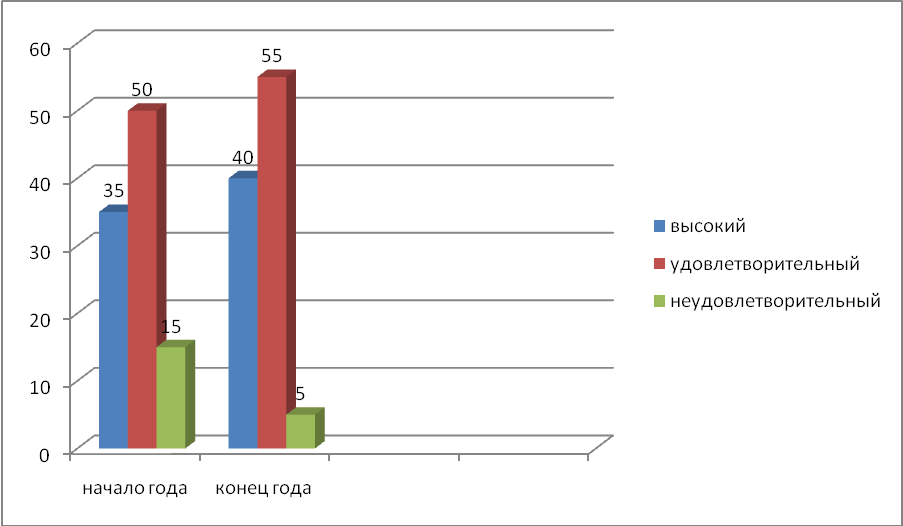 60
50
40
30
20
10
0
35
50
15
40
55
5
начало года
конец года
высокий
удовлетворительный
неудовлетворительный